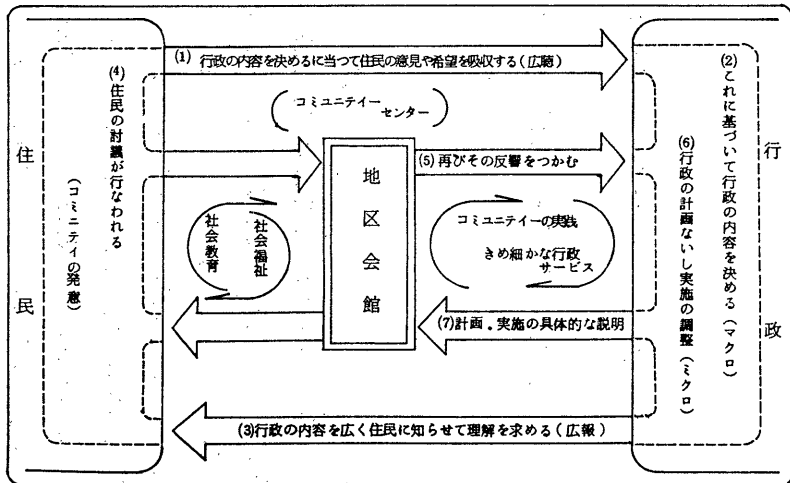 (1) 行政の内容を決めるに当つて住民の意見や希望を吸収する(広聴)
(2) これに基づいて行政の内容を決める(マクロ)
(4) 住民の討議が行なわれる
(コミュニティの発意)
住民
コミュニテイー
センター
(5) 再びその反響をつかむ
(6) 行政の計画ないし実施の調整(ミクロ)
行政
地区会館
社会福祉
社会教育
コミユニテイーの実践
きめ細かな行政
サービス
(7)計画.実施の具体的な説明
(3)行政の内容を広く住民に知らせて理解を求める(広報)